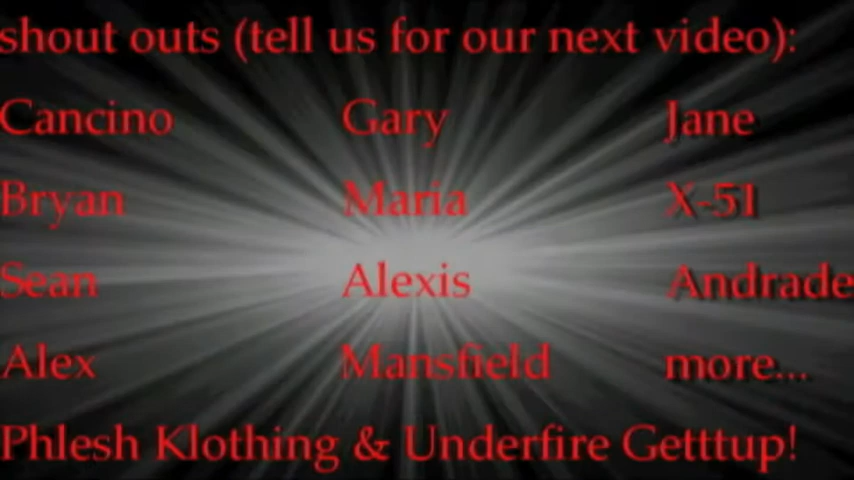 shout outs (tell us for our next video):
Cancino Gary Jane
Bryan Maria X-51
Sean Alexis Andrade
Alex Mansfield more...
Phlesh Klothing & Underfire Getttup!